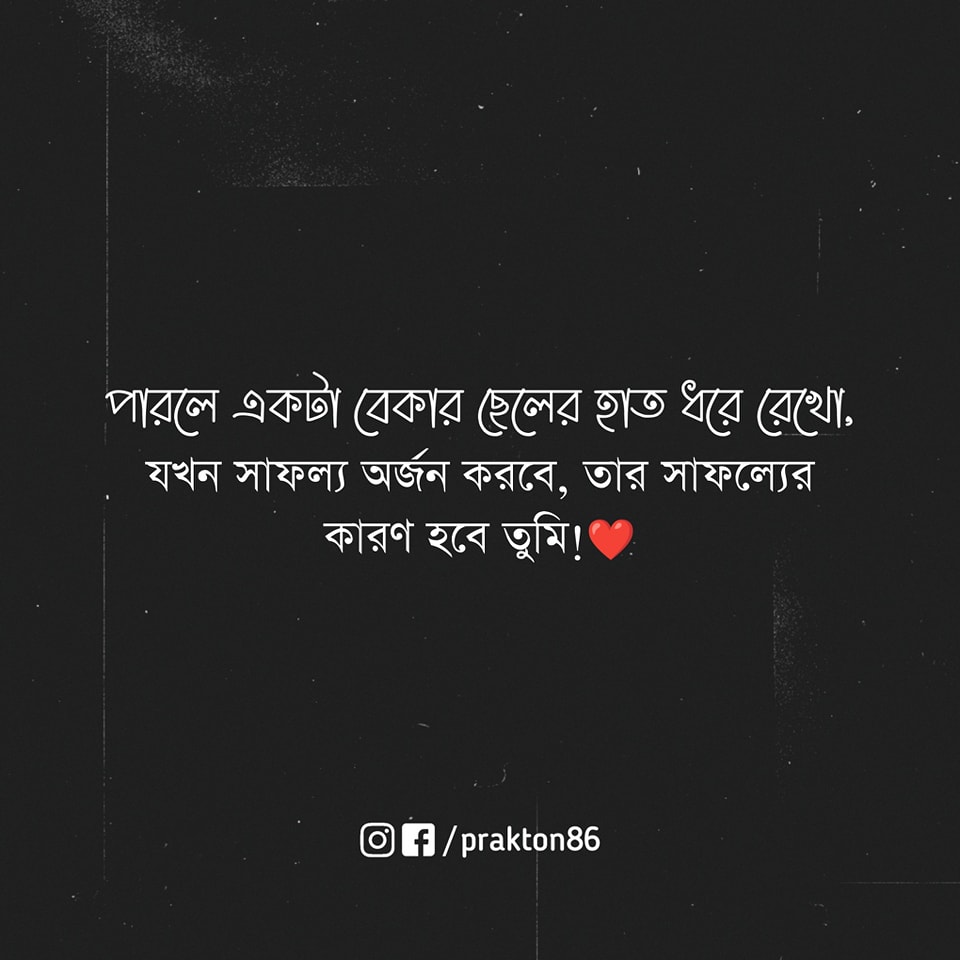 পারলে একটা বেকার ছেলের হাত ধরে রেখো,
যখন সাফল্য অর্জন করবে, তার সাফল্যের
কারণ হবে তুমি!❤️
/prakton86